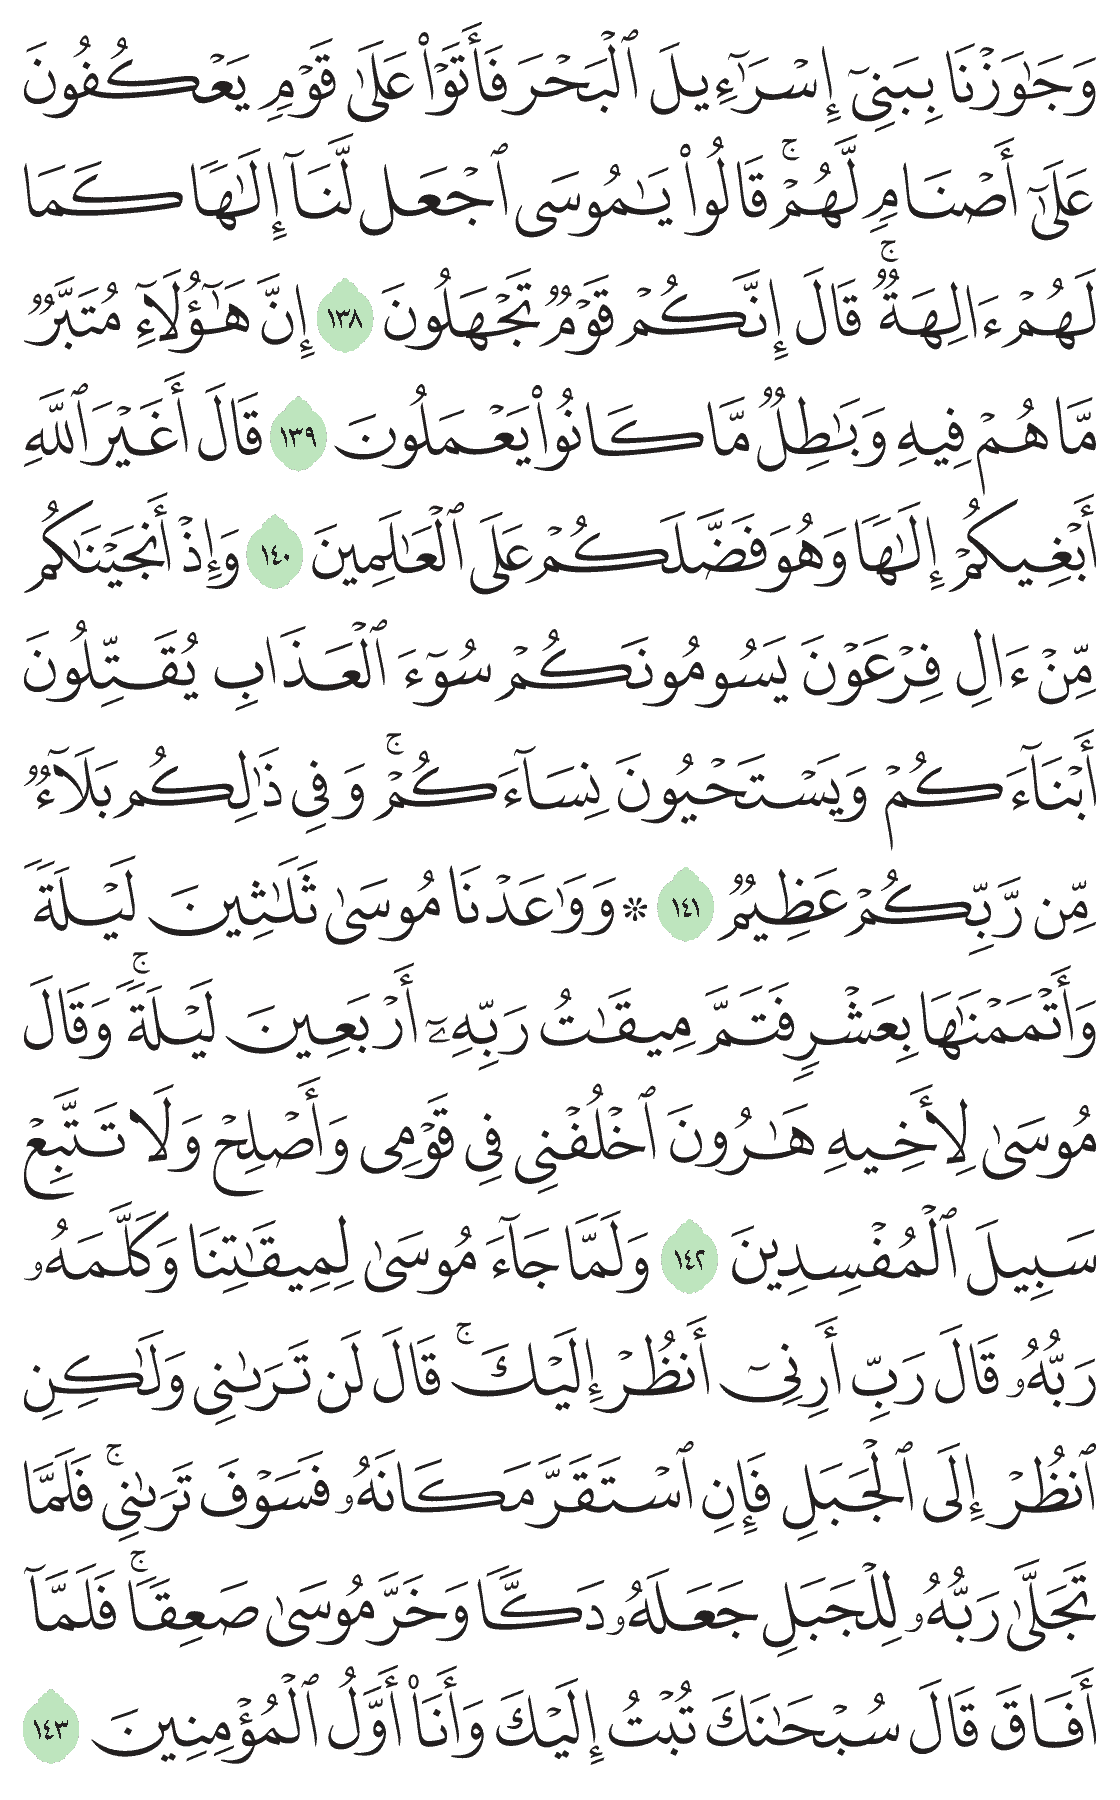 وَجَٰوَزْنَا بِبَنِىٓ إِسْرَٰٓءِيلَ ٱلْبَحْرَ فَأَتَوْا۟ عَلَىٰ قَوْمٍ يَعْكُفُونَ
عَلَىٰٓ أَصْنَامٍ لَّهُمْ ۚ قَالُوا۟ يَٰمُوسَى ٱجْعَل لَّنَآ إِلَٰهًا كَمَا
لَهُمْ ءَالِهَةٌ ۚ قَالَ إِنَّكُمْ قَوْمٌ تَجْهَلُونَ ١٣٨ إِنَّ هَٰٓؤُلَآءِ مُتَبَّرٌ
مَّا هُمْ فِيهِ وَبَٰطِلٌ مَّا كَانُوا۟ يَعْمَلُونَ ١٣٩ قَالَ أَغَيْرَ ٱللَّهِ
أَبْغِيكُمْ إِلَٰهًا وَهُوَ فَضَّلَكُمْ عَلَى ٱلْعَٰلَمِينَ ١٤٠ وَإِذْ أَنجَيْنَٰكُم
مِّنْ ءَالِ فِرْعَوْنَ يَسُومُونَكُمْ سُوٓءَ ٱلْعَذَابِ يُقَتِّلُونَ
أَبْنَآءَكُمْ وَيَسْتَحْيُونَ نِسَآءَكُمْ ۚ وَفِى ذَٰلِكُم بَلَآءٌ
مِّن رَّبِّكُمْ عَظِيمٌ ١٤١ * وَوَٰعَدْنَا مُوسَىٰ ثَلَٰثِينَ لَيْلَةً
وَأَتْمَمْنَٰهَا بِعَشْرٍ فَتَمَّ مِيقَٰتُ رَبِّهِۦٓ أَرْبَعِينَ لَيْلَةً ۚ وَقَالَ
مُوسَىٰ لِأَخِيهِ هَٰرُونَ ٱخْلُفْنِى فِى قَوْمِى وَأَصْلِحْ وَلَا تَتَّبِعْ
سَبِيلَ ٱلْمُفْسِدِينَ ١٤٢ وَلَمَّا جَآءَ مُوسَىٰ لِمِيقَٰتِنَا وَكَلَّمَهُۥ
رَبُّهُۥ قَالَ رَبِّ أَرِنِىٓ أَنظُرْ إِلَيْكَ ۚ قَالَ لَن تَرَىٰنِى وَلَٰكِنِ
ٱنظُرْ إِلَى ٱلْجَبَلِ فَإِنِ ٱسْتَقَرَّ مَكَانَهُۥ فَسَوْفَ تَرَىٰنِى ۚ فَلَمَّا
تَجَلَّىٰ رَبُّهُۥ لِلْجَبَلِ جَعَلَهُۥ دَكًّا وَخَرَّ مُوسَىٰ صَعِقًا ۚ فَلَمَّآ
أَفَاقَ قَالَ سُبْحَٰنَكَ تُبْتُ إِلَيْكَ وَأَنَا۠ أَوَّلُ ٱلْمُؤْمِنِينَ ١٤٣